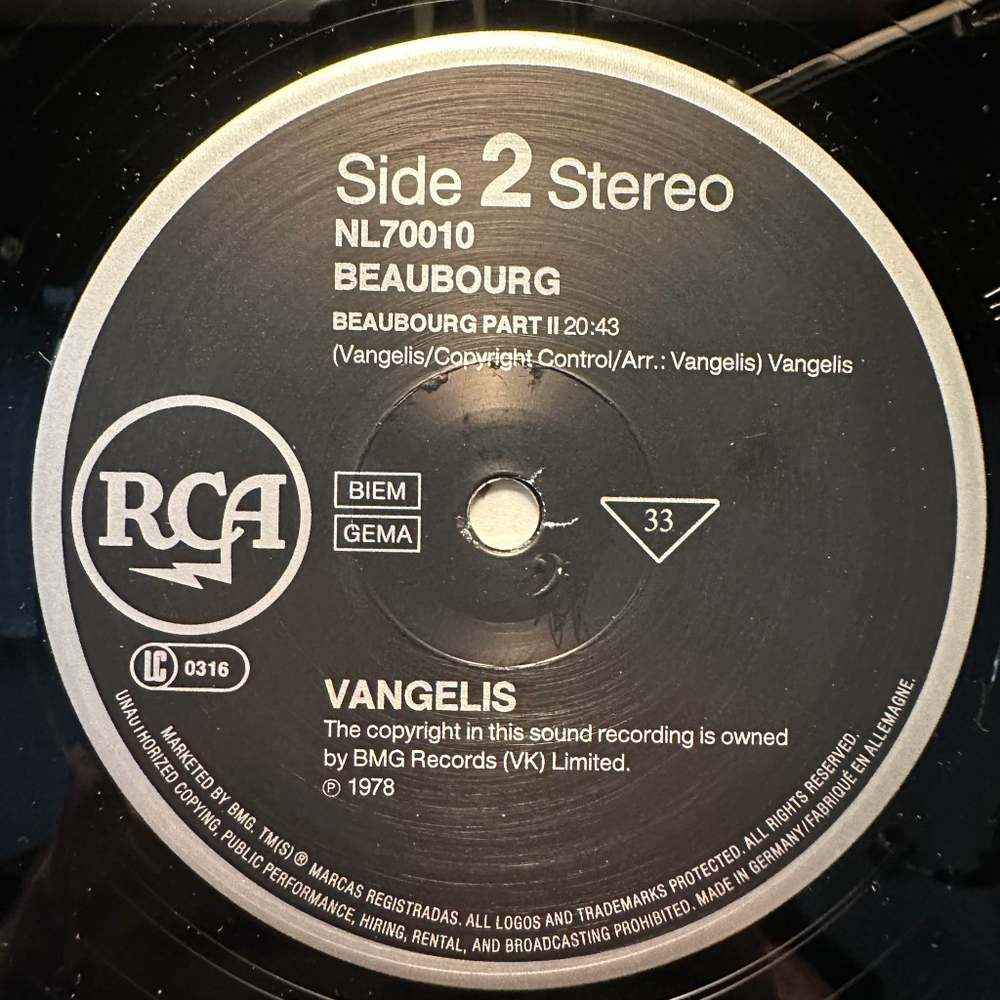 Side 2 Stereo
NL70010
BEAUBOURG
BEAUBOURG PART II 20:43
(Vangelis/Copyright Control/Arr.: Vangelis) Vangelis
RCA
BIEM
GEMA
33
LC 0316
VANGELIS
The copyright in this sound recording is owned
by BMG Records (VK) Limited.
℗ 1978
MARKETED BY BMG. TM(S) ® MARCAS REGISTRADAS. ALL LOGOS AND TRADEMARKS PROTECTED. ALL RIGHTS RESERVED.
UNAUTHORIZED COPYING, PUBLIC PERFORMANCE, HIRING, RENTAL, AND BROADCASTING PROHIBITED. MADE IN GERMANY/FABRIQUÉ EN ALLEMAGNE.